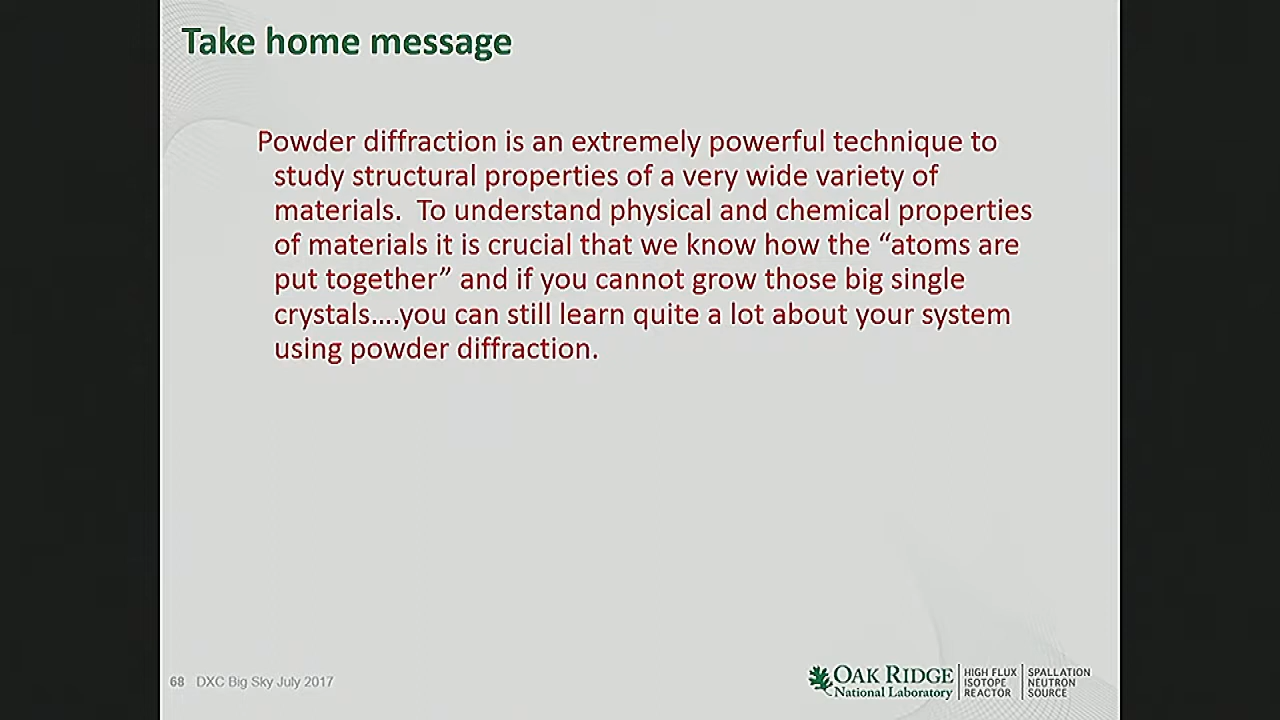 Take home message
Powder diffraction is an extremely powerful technique to
study structural properties of a very wide variety of
materials.  To understand physical and chemical properties
of materials it is crucial that we know how the “atoms are
put together” and if you cannot grow those big single
crystals....you can still learn quite a lot about your system
using powder diffraction.
68 DXC Big Sky July 2017
OAK RIDGE
National Laboratory
HIGH FLUX
ISOTOPE
REACTOR
SPALLATION
NEUTRON
SOURCE